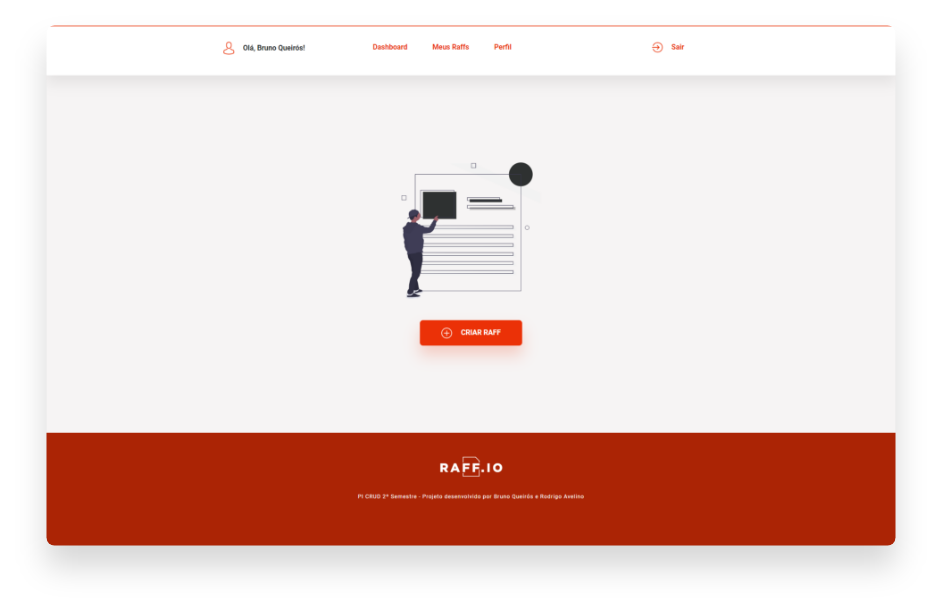 Olá, Bruno Queirós!
Dashboard
Meus Raffs
Perfil
Sair
CRIAR RAFF
RAFF.IO
PI CRUD 2º Semestre - Projeto desenvolvido por Bruno Queirós e Rodrigo Avelino